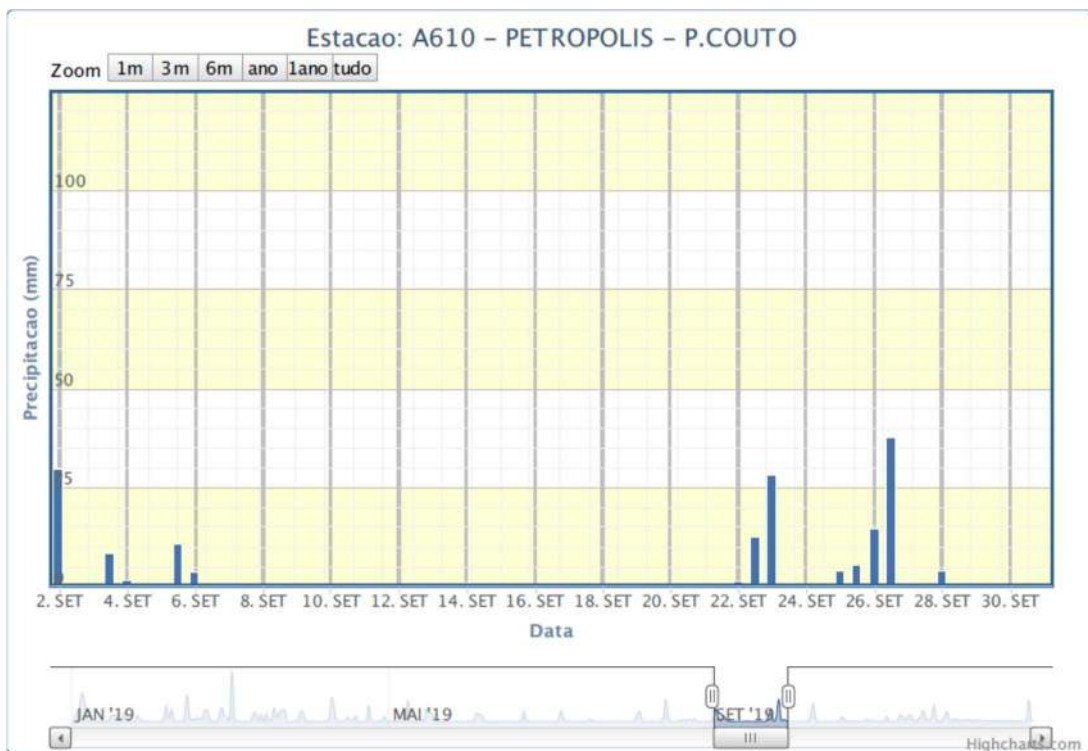 Estacao: A610 – PETROPOLIS – P.COUTO
Zoom 1m 3m 6m ano 1ano tudo
100
75
50
5
0
Precipitacao (mm)
2. SET 4. SET 6. SET 8. SET 10. SET 12. SET 14. SET 16. SET 18. SET 20. SET 22. SET 24. SET 26. SET 28. SET 30. SET
Data
JAN '19 MAI '19 SET '19
Highcharts.com